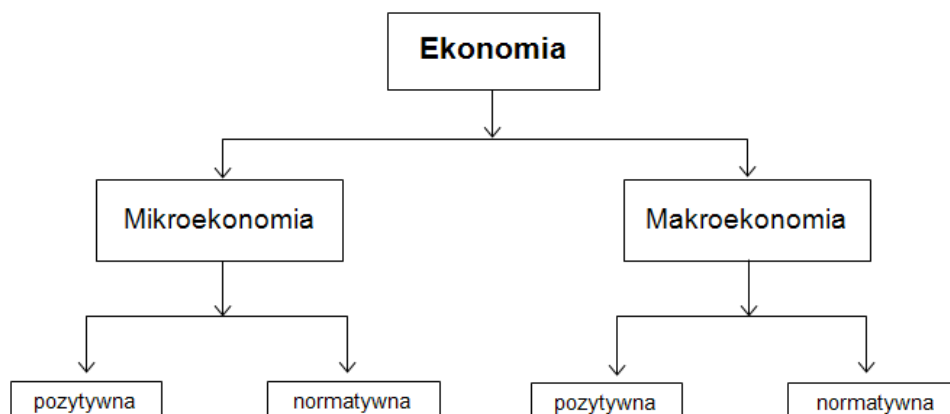 Ekonomia
Mikroekonomia
Makroekonomia
pozytywna
normatywna
pozytywna
normatywna